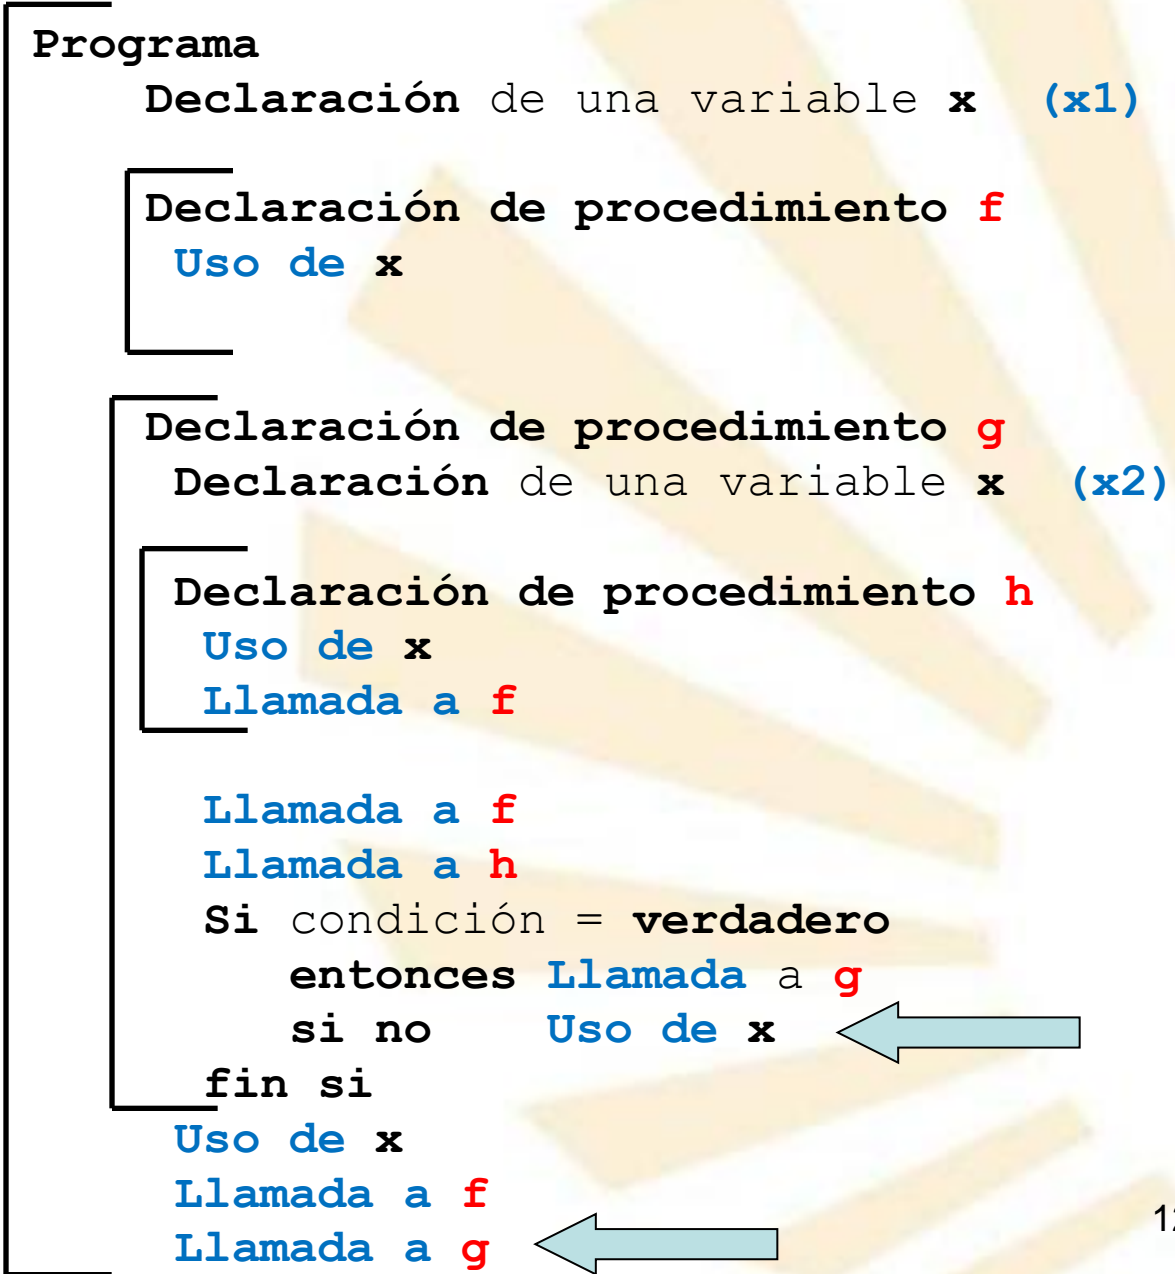 Programa
Declaración de una variable x (x1)
Declaración de procedimiento f
Uso de x
Declaración de procedimiento g
Declaración de una variable x (x2)
Declaración de procedimiento h
Uso de x
Llamada a f
Llamada a f
Llamada a h
Si condición = verdadero
entonces Llamada a g
si no Uso de x
fin si
Uso de x
Llamada a f
Llamada a g